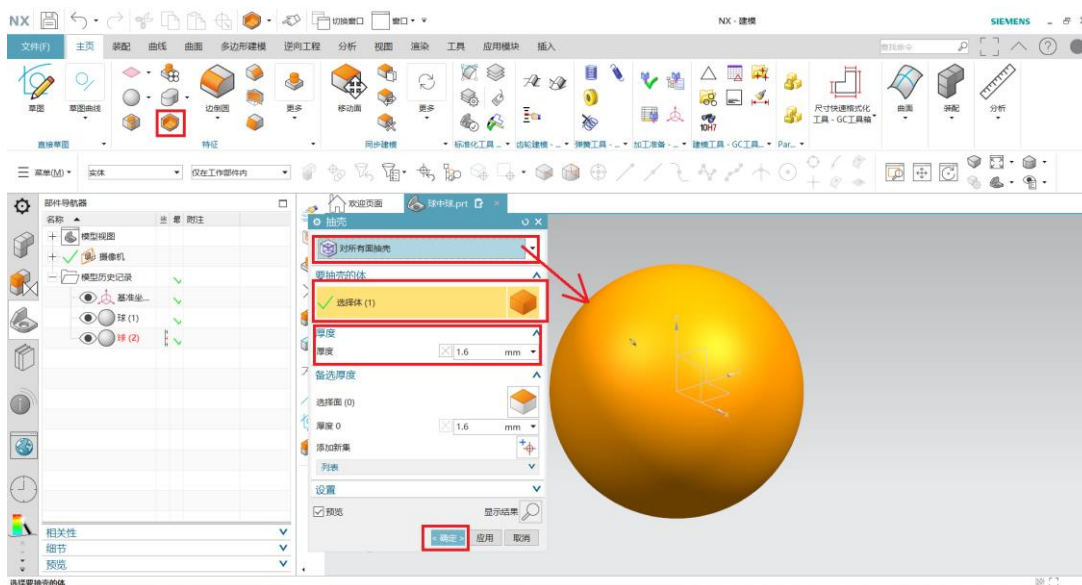 NX 切换窗口 窗口 NX - 建模 SIEMENS
文件(F) 主页 装配 曲线 曲面 多边形建模 逆向工程 分析 视图 渲染 工具 应用模块 插入 查找命令
草图 草图曲线 边倒圆 更多 移动面 更多 10H7 尺寸快速格式化工具 - GC工具箱 曲面 装配 分析
直接草图 特征 同步建模 标准化工具 - ... 齿轮建模 - ... 弹簧工具 - ... 加工准备 - ... 建模工具 - GC工具... Par...
菜单(M) 实体 仅在工作部件内
部件导航器 欢迎页面 球中球.prt
名称 附注 抽壳
模型视图
对所有面抽壳
摄像机
要抽壳的体
模型历史记录
基准坐...
选择体 (1)
球 (1)
厚度
球 (2)
厚度 1.6 mm
备选厚度
选择面 (0)
厚度 0 1.6 mm
添加新集
列表
设置
预览 显示结果
相关性
<确定> 应用 取消
细节
预览
选择要抽壳的体